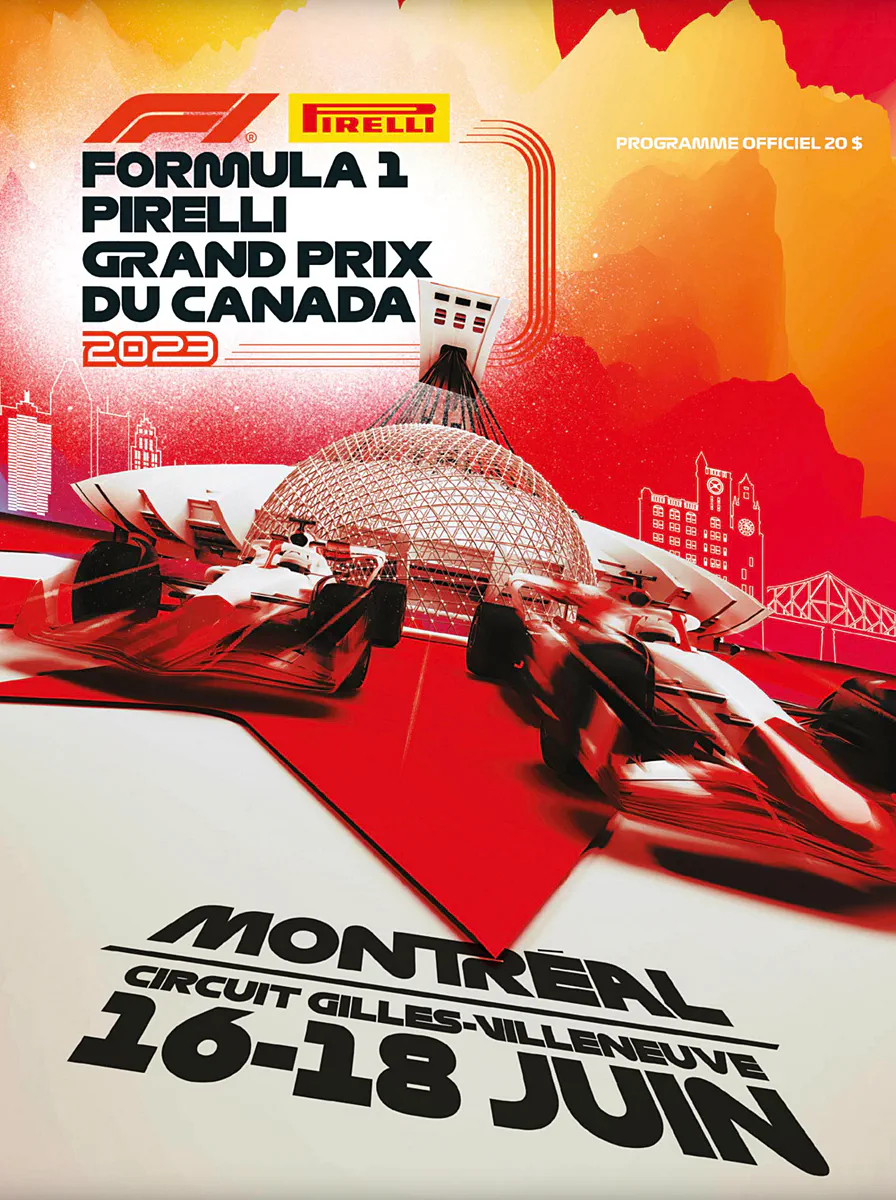 F1®
PIRELLI
PROGRAMME OFFICIEL 20 $
FORMULA 1
PIRELLI
GRAND PRIX
DU CANADA
2023
MONTRÉAL
CIRCUIT GILLES-VILLENEUVE
16-18 JUIN